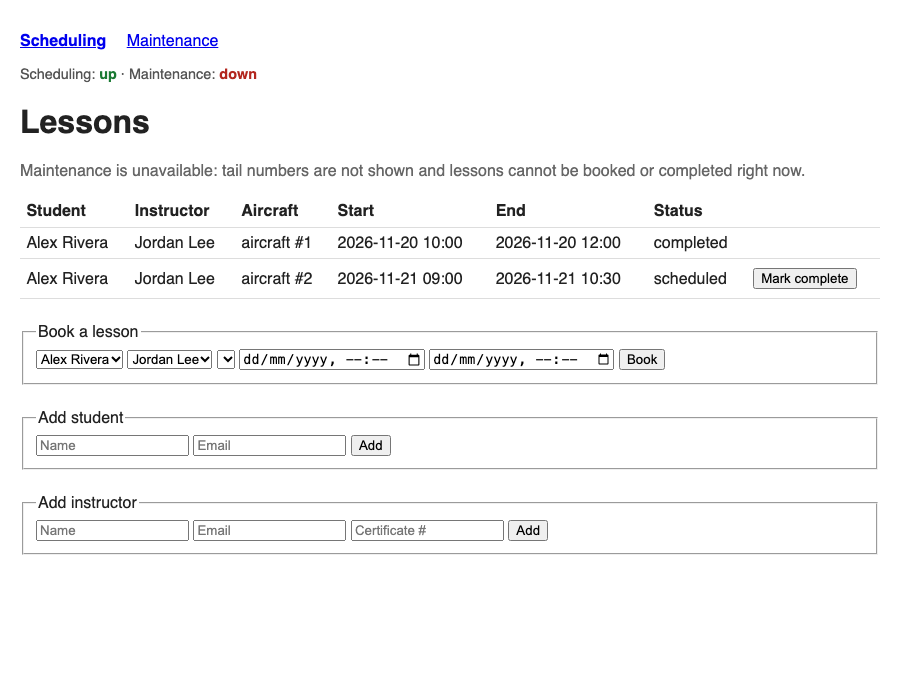 Scheduling Maintenance
Scheduling: up · Maintenance: down
Lessons
Maintenance is unavailable: tail numbers are not shown and lessons cannot be booked or completed right now.
Student Instructor Aircraft Start End Status
Alex Rivera Jordan Lee aircraft #1 2026-11-20 10:00 2026-11-20 12:00 completed
Alex Rivera Jordan Lee aircraft #2 2026-11-21 09:00 2026-11-21 10:30 scheduled Mark complete
Book a lesson
Alex Rivera Jordan Lee dd/mm/yyyy, --:-- dd/mm/yyyy, --:-- Book
Add student
Name Email Add
Add instructor
Name Email Certificate # Add